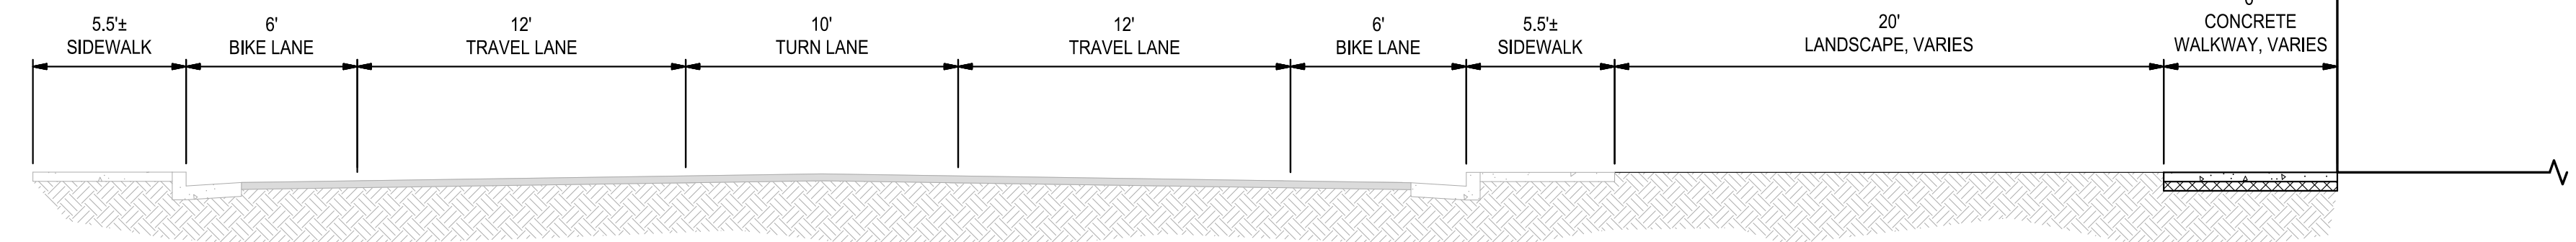 5.5'±
SIDEWALK
6'
BIKE LANE
12'
TRAVEL LANE
10'
TURN LANE
12'
TRAVEL LANE
6'
BIKE LANE
5.5'±
SIDEWALK
20'
LANDSCAPE, VARIES
CONCRETE
WALKWAY, VARIES